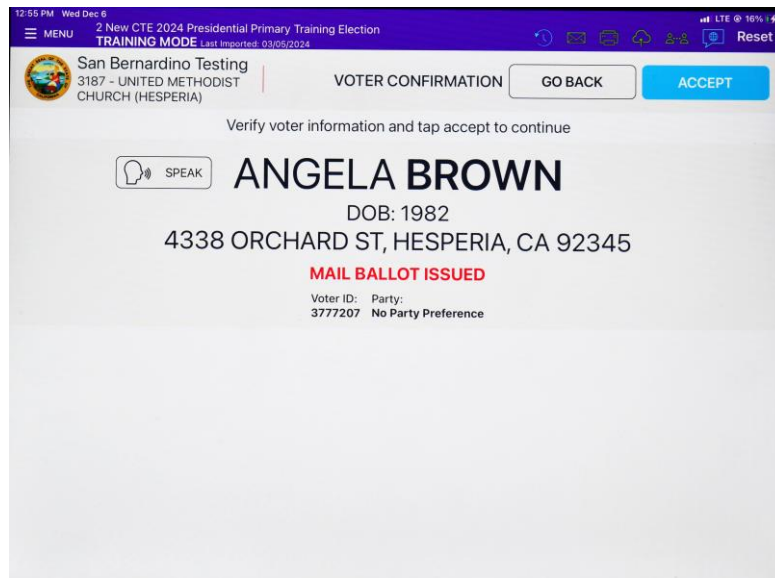 12:55 PM Wed Dec 6
LTE @ 16%
MENU
2 New CTE 2024 Presidential Primary Training Election
TRAINING MODE Last Imported: 03/05/2024
Reset
San Bernardino Testing
3187 - UNITED METHODIST
CHURCH (HESPERIA)
VOTER CONFIRMATION
GO BACK
ACCEPT
Verify voter information and tap accept to continue
SPEAK
ANGELA BROWN
DOB: 1982
4338 ORCHARD ST, HESPERIA, CA 92345
MAIL BALLOT ISSUED
Voter ID: Party:
3777207 No Party Preference